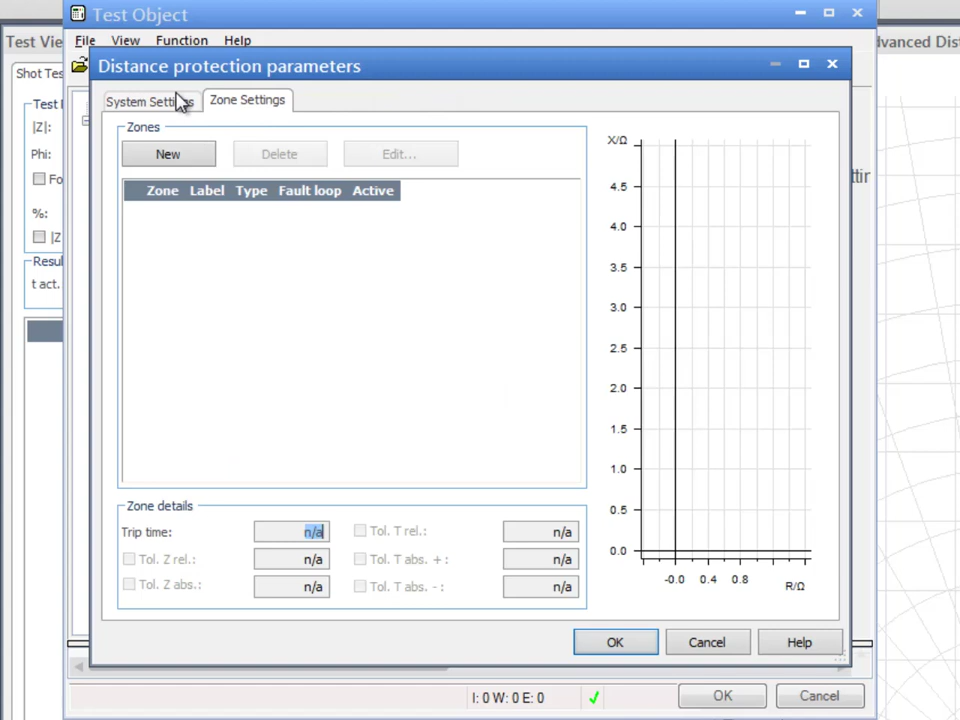 Test Object
File View Function Help
Test Vie
dvanced Dist
Shot Tes
Distance protection parameters
System Settings
Zone Settings
Test
|Z|:
Phi:
Fo
%:
|Z
Resul
t act.
ttir
Zones
New
Delete
Edit...
Zone Label Type Fault loop Active
X/Ω
4.5
4.0
3.5
3.0
2.5
2.0
1.5
1.0
0.5
0.0
-0.0 0.4 0.8
R/Ω
Zone details
Trip time: n/a
Tol. T rel.: n/a
Tol. Z rel.: n/a
Tol. T abs. + : n/a
Tol. Z abs.: n/a
Tol. T abs. - : n/a
OK
Cancel
Help
I: 0 W: 0 E: 0
OK
Cancel